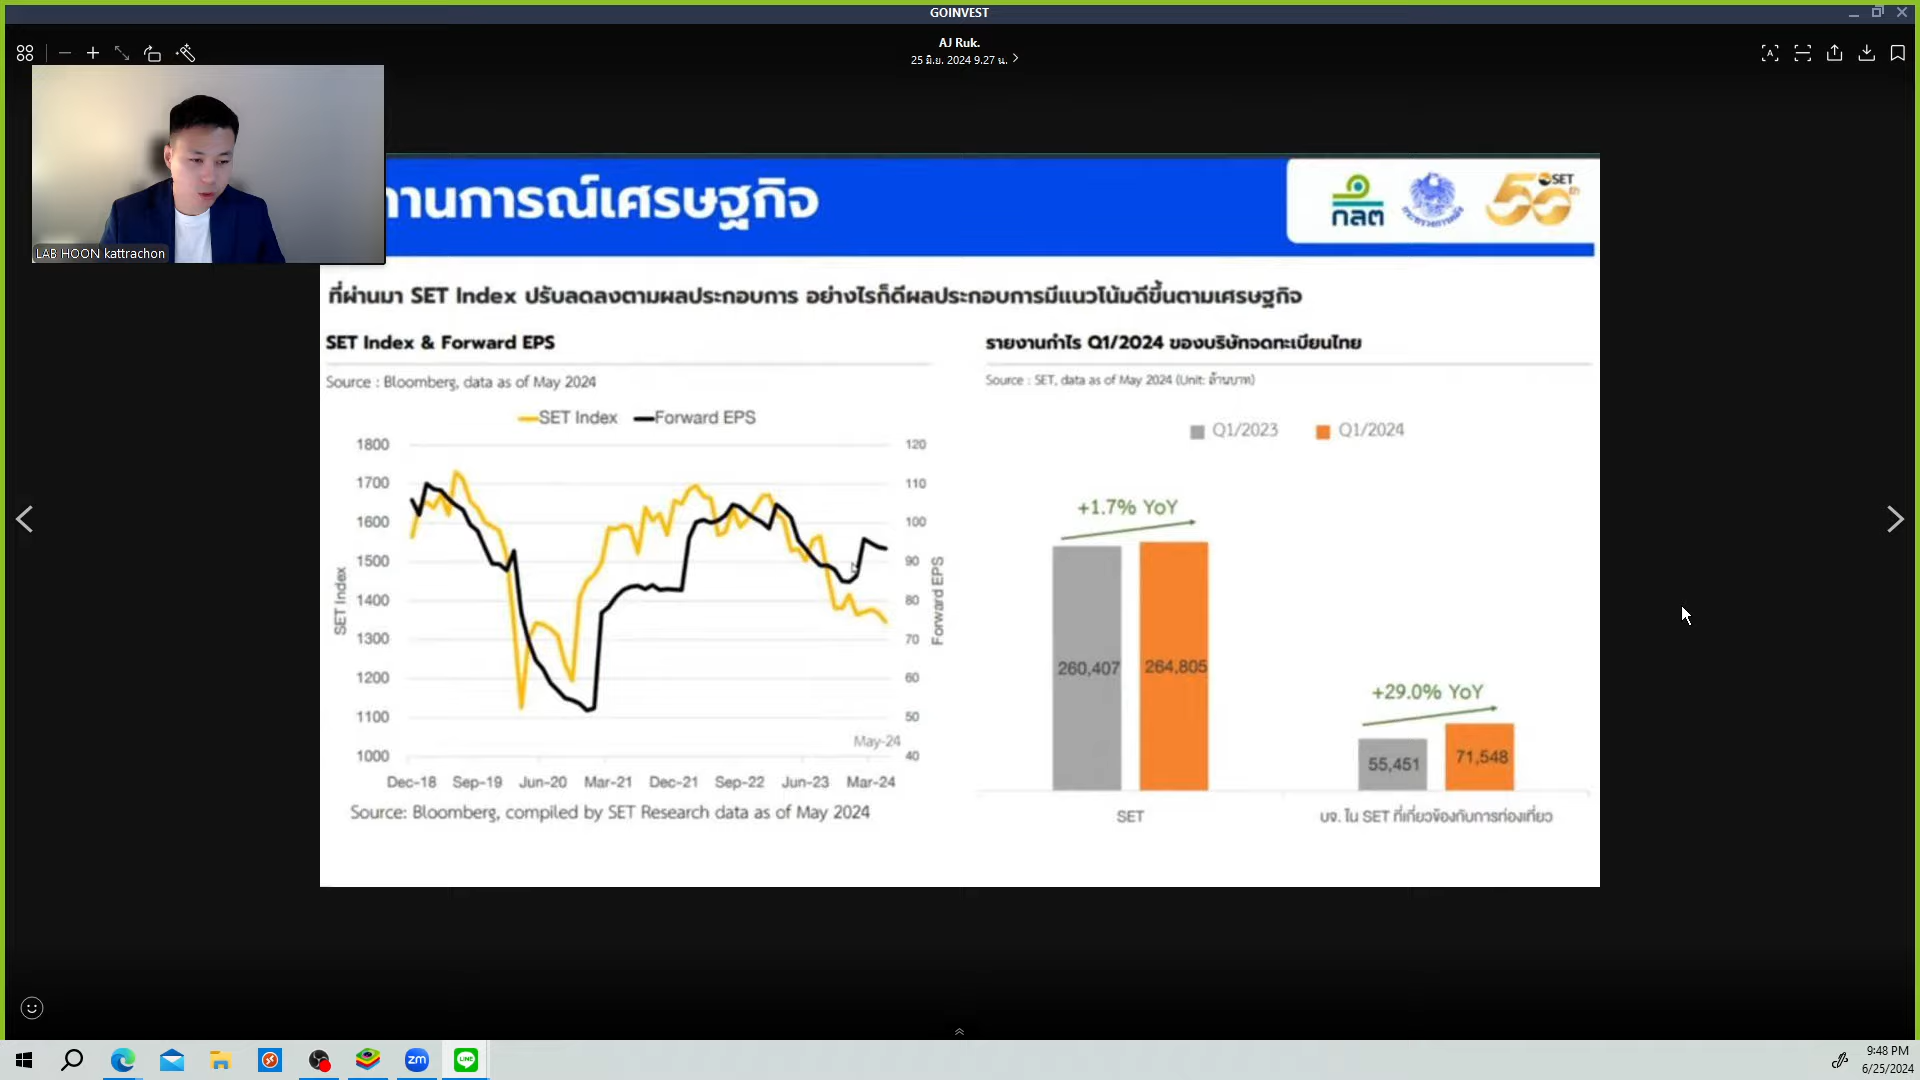 GOINVEST
AJ Ruk.
25 มิ.ย. 2024 9.27 น.
LAB HOON kattrachon
านการณ์เศรษฐกิจ
กลต
SET
50th
ที่ผ่านมา SET Index ปรับลดลงตามผลประกอบการ อย่างไรก็ดีผลประกอบการมีแนวโน้มดีขึ้นตามเศรษฐกิจ
SET Index & Forward EPS
Source : Bloomberg, data as of May 2024
SET Index Forward EPS
1800
1700
1600
1500
1400
1300
1200
1100
1000
SET Index
120
110
100
90
80
70
60
50
40
Forward EPS
May-24
Dec-18 Sep-19 Jun-20 Mar-21 Dec-21 Sep-22 Jun-23 Mar-24
Source: Bloomberg, compiled by SET Research data as of May 2024
รายงานกำไร Q1/2024 ของบริษัทจดทะเบียนไทย
Source : SET, data as of May 2024 (Unit: ล้านบาท)
Q1/2023 Q1/2024
+1.7% YoY
260,407 264,805
+29.0% YoY
55,451 71,548
SET
บจ. ใน SET ที่เกี่ยวข้องกับการท่องเที่ยว
zm
LINE
9:48 PM
6/25/2024